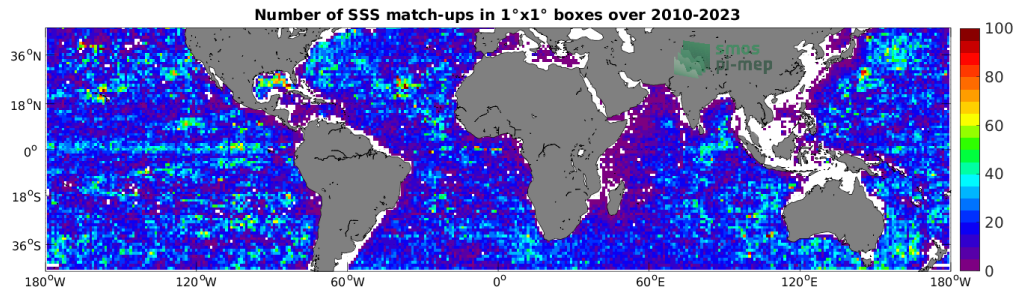 Number of SSS match-ups in 1°x1° boxes over 2010-2023
smos
pi-mep
36°N
18°N
0°
18°S
36°S
180°W
120°W
60°W
0°
60°E
120°E
180°W
100
80
60
40
20
0